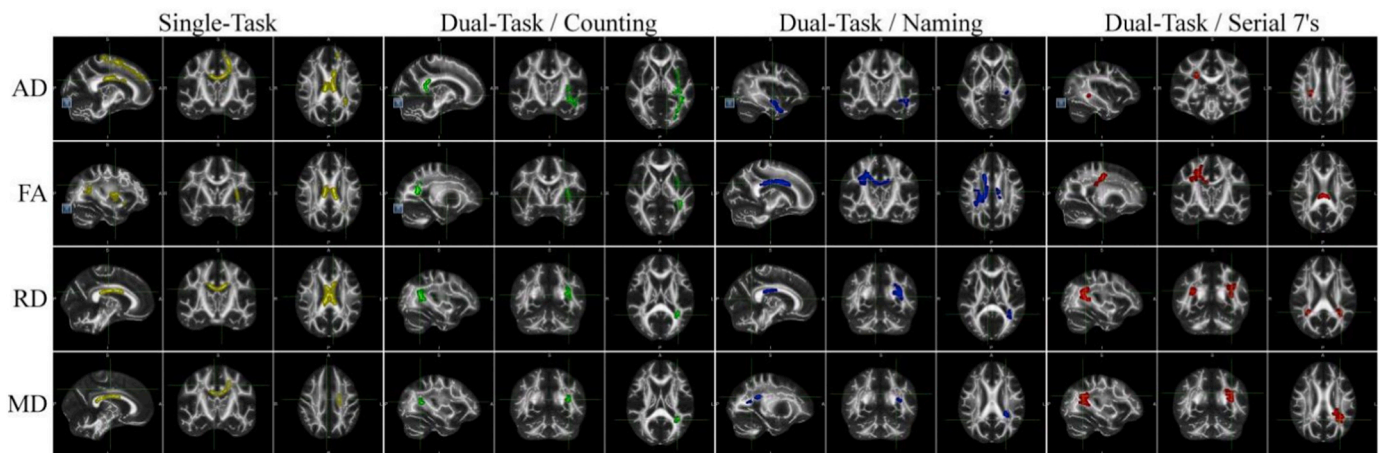 Single-Task Dual-Task / Counting Dual-Task / Naming Dual-Task / Serial 7's
AD
FA
RD
MD